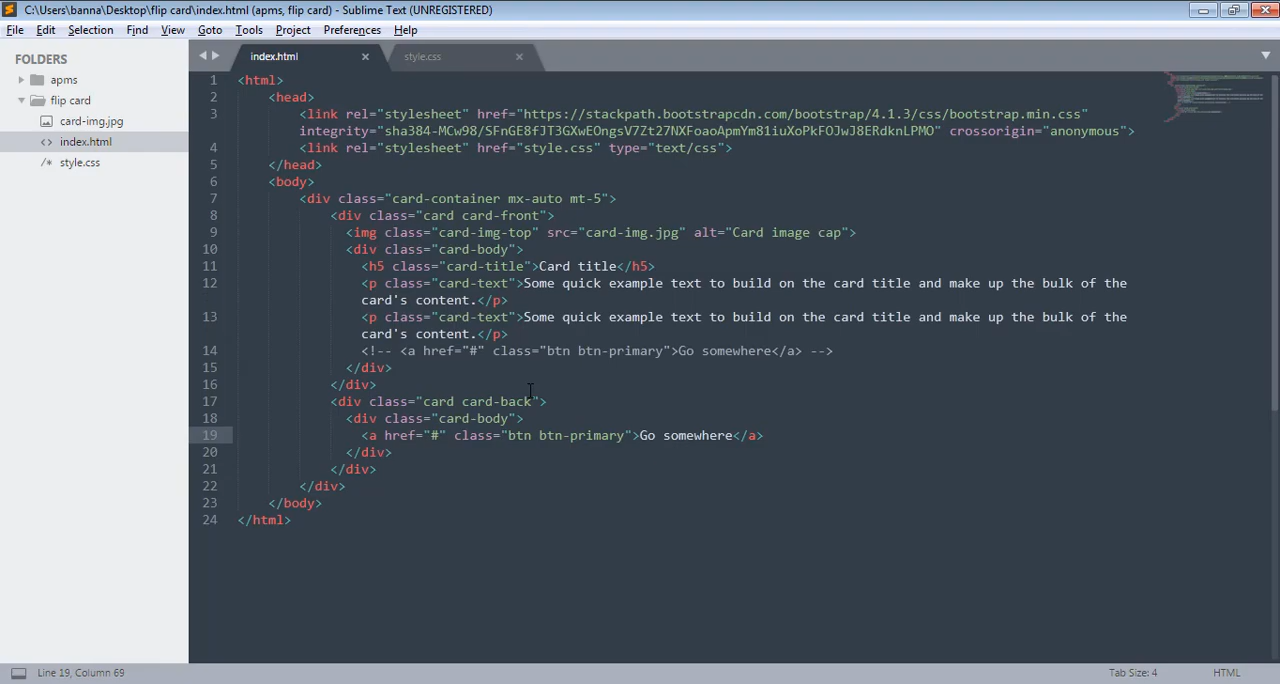 C:\Users\banna\Desktop\flip card\index.html (apms, flip card) - Sublime Text (UNREGISTERED)
File Edit Selection Find View Goto Tools Project Preferences Help
FOLDERS
apms
flip card
card-img.jpg
<> index.html
/* style.css
index.html × style.css ×
1 <html>
2 <head>
3 <link rel="stylesheet" href="https://stackpath.bootstrapcdn.com/bootstrap/4.1.3/css/bootstrap.min.css"
integrity="sha384-MCw98/SFnGE8fJT3GXwEOngsV7Zt27NXFoaoApmYm81iuXoPkFOJwJ8ERdknLPMO" crossorigin="anonymous">
4 <link rel="stylesheet" href="style.css" type="text/css">
5 </head>
6 <body>
7 <div class="card-container mx-auto mt-5">
8 <div class="card card-front">
9 <img class="card-img-top" src="card-img.jpg" alt="Card image cap">
10 <div class="card-body">
11 <h5 class="card-title">Card title</h5>
12 <p class="card-text">Some quick example text to build on the card title and make up the bulk of the
card's content.</p>
13 <p class="card-text">Some quick example text to build on the card title and make up the bulk of the
card's content.</p>
14 <!-- <a href="#" class="btn btn-primary">Go somewhere</a> -->
15 </div>
16 </div>
17 <div class="card card-back">
18 <div class="card-body">
19 <a href="#" class="btn btn-primary">Go somewhere</a>
20 </div>
21 </div>
22 </div>
23 </body>
24 </html>
Line 19, Column 69
Tab Size: 4
HTML